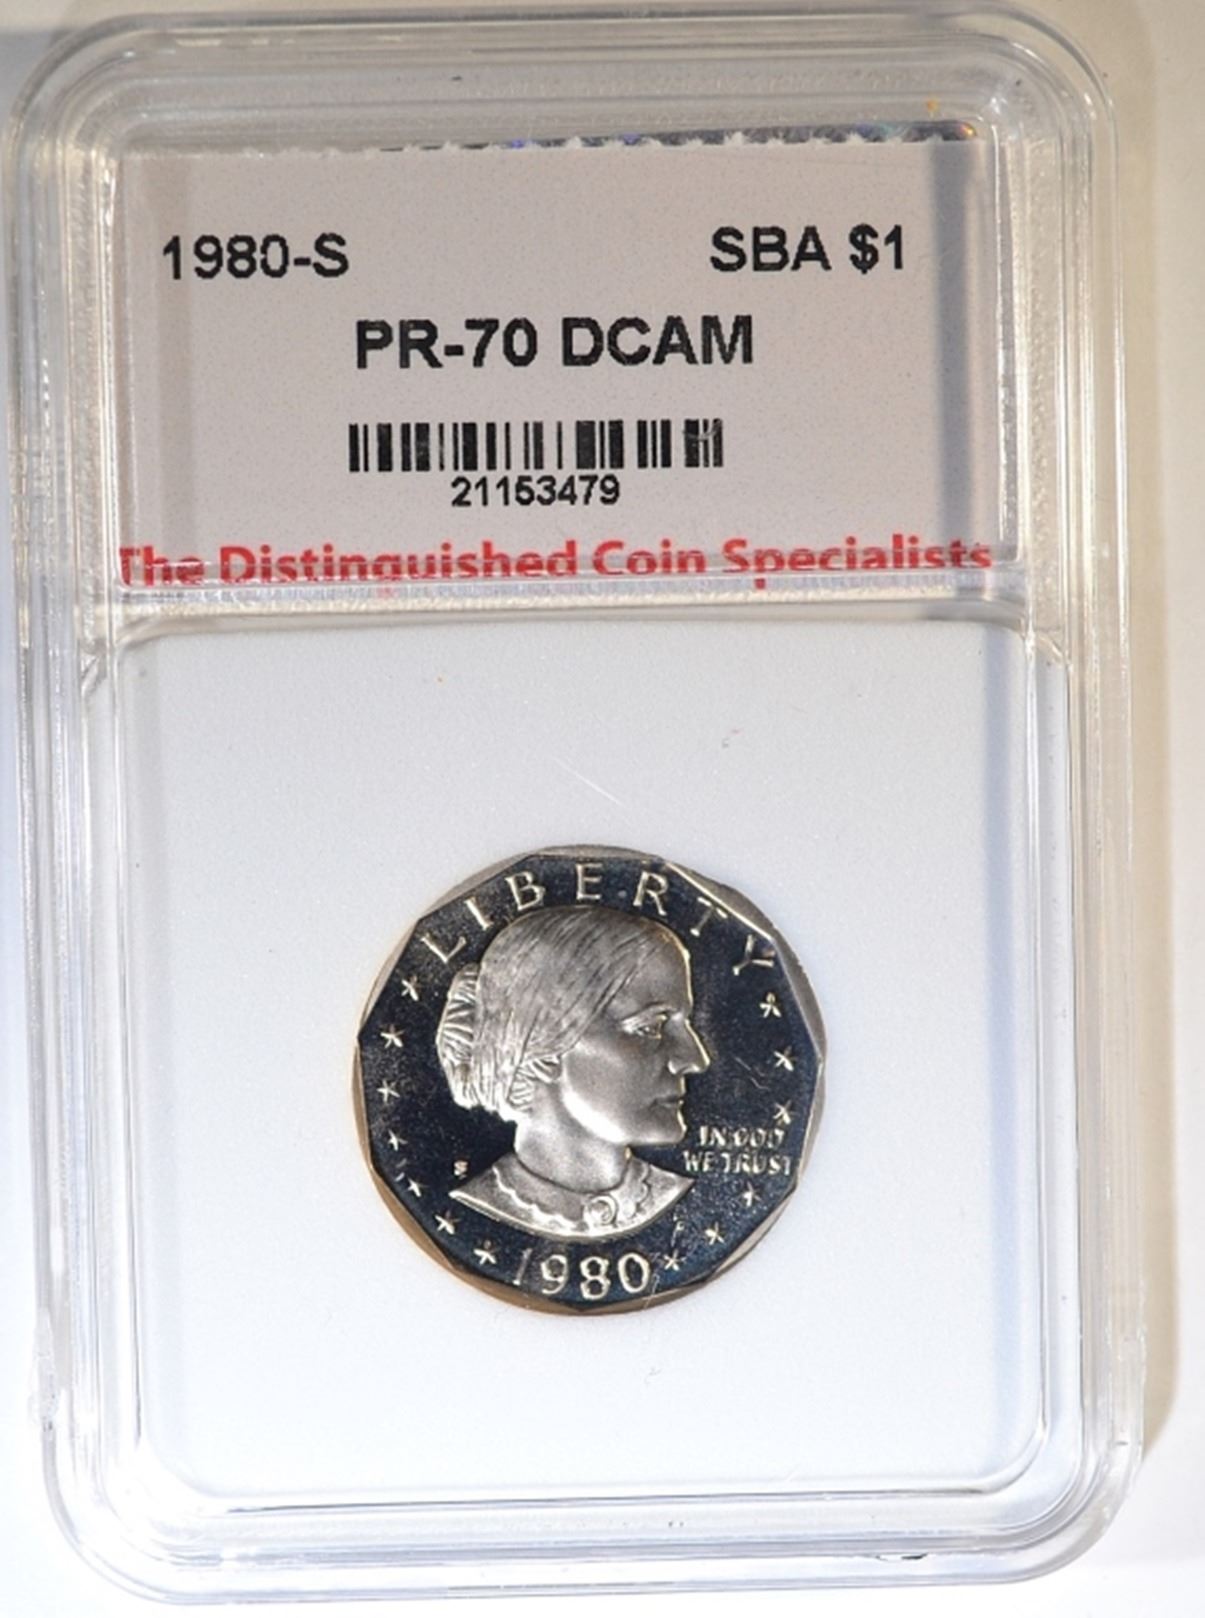 1980-S SBA $1
PR-70 DCAM
21153479
The Distinguished Coin Specialists
LIBERTY
IN GOD
WE TRUST
S
1980